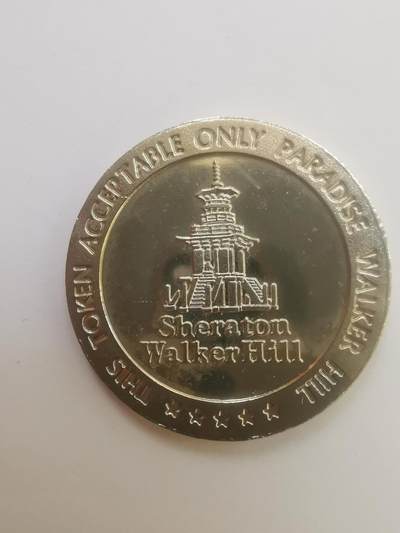 THIS TOKEN ACCEPTABLE ONLY PARADISE WALKER HILL
Sheraton
Walker Hill